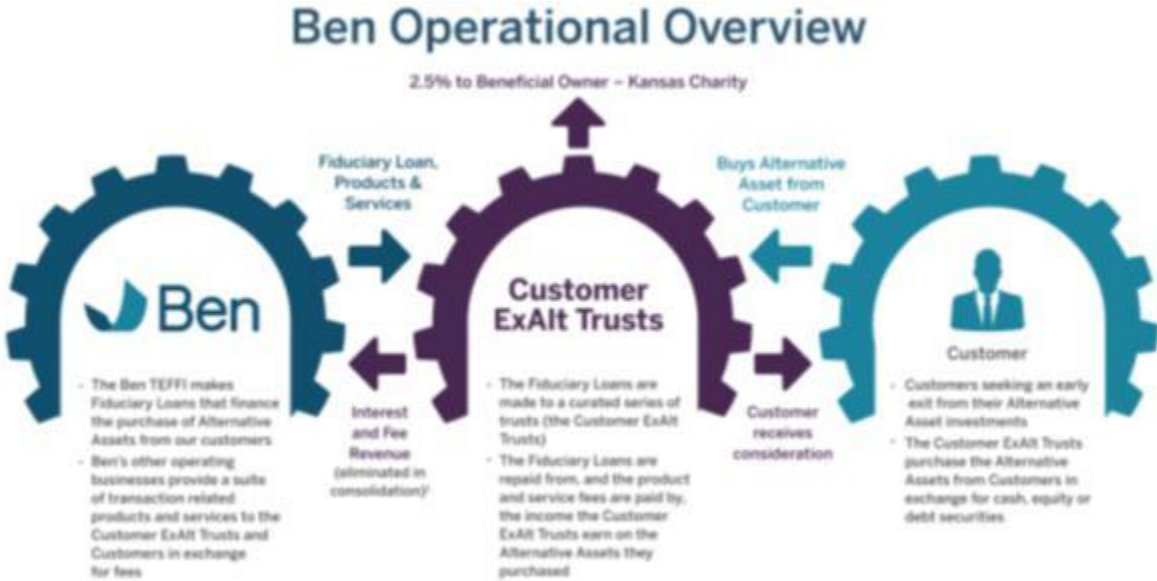 Ben Operational Overview
2.5% to Beneficial Owner – Kansas Charity
Fiduciary Loan,
Products &
Services
Buys Alternative
Asset from
Customer
Ben
Customer
ExAlt Trusts
Customer
- The Ben TEFFI makes
Fiduciary Loans that finance
the purchase of Alternative
Assets from our customers
- Ben's other operating
businesses provide a suite
of transaction related
products and services to the
Customer ExAlt Trusts and
Customers in exchange
for fees
Interest
and Fee
Revenue
(eliminated in
consolidation)
- The Fiduciary Loans are
made to a curated series of
trusts (the Customer ExAlt
Trusts)
- The Fiduciary Loans are
repaid from, and the product
and service fees are paid by,
the income the Customer
ExAlt Trusts earn on the
Alternative Assets they
purchased
Customer
receives
consideration
- Customers seeking an early
exit from their Alternative
Asset investments
- The Customer ExAlt Trusts
purchase the Alternative
Assets from Customers in
exchange for cash, equity or
debt securities